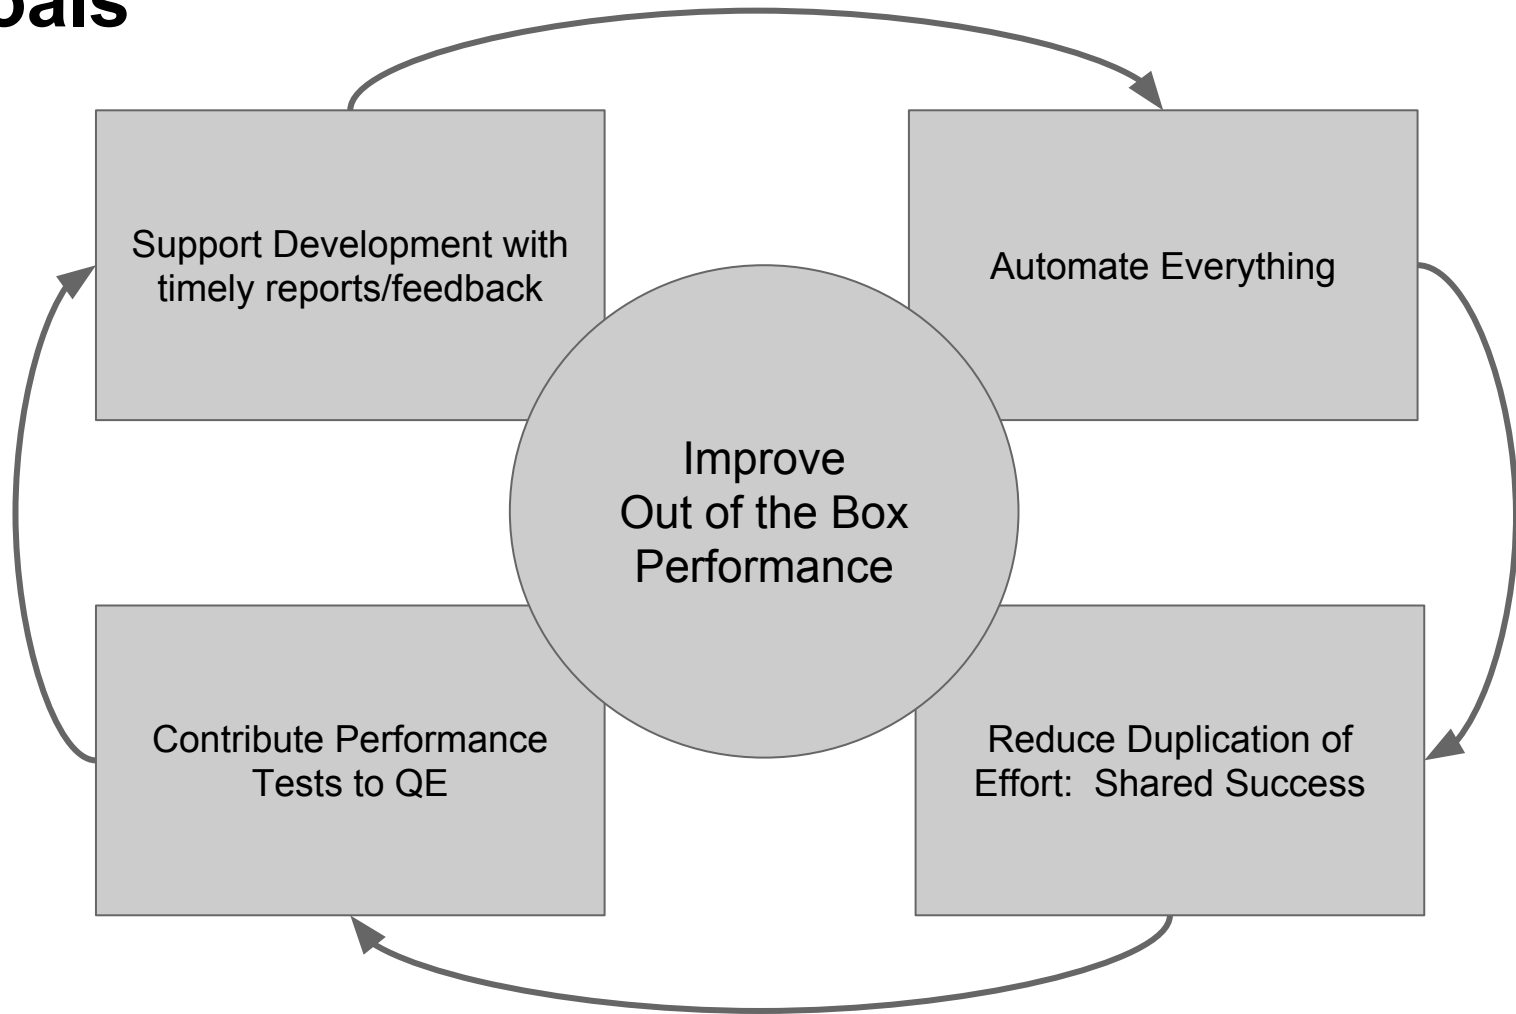 oals
Support Development with
timely reports/feedback
Automate Everything
Improve
Out of the Box
Performance
Contribute Performance
Tests to QE
Reduce Duplication of
Effort:  Shared Success